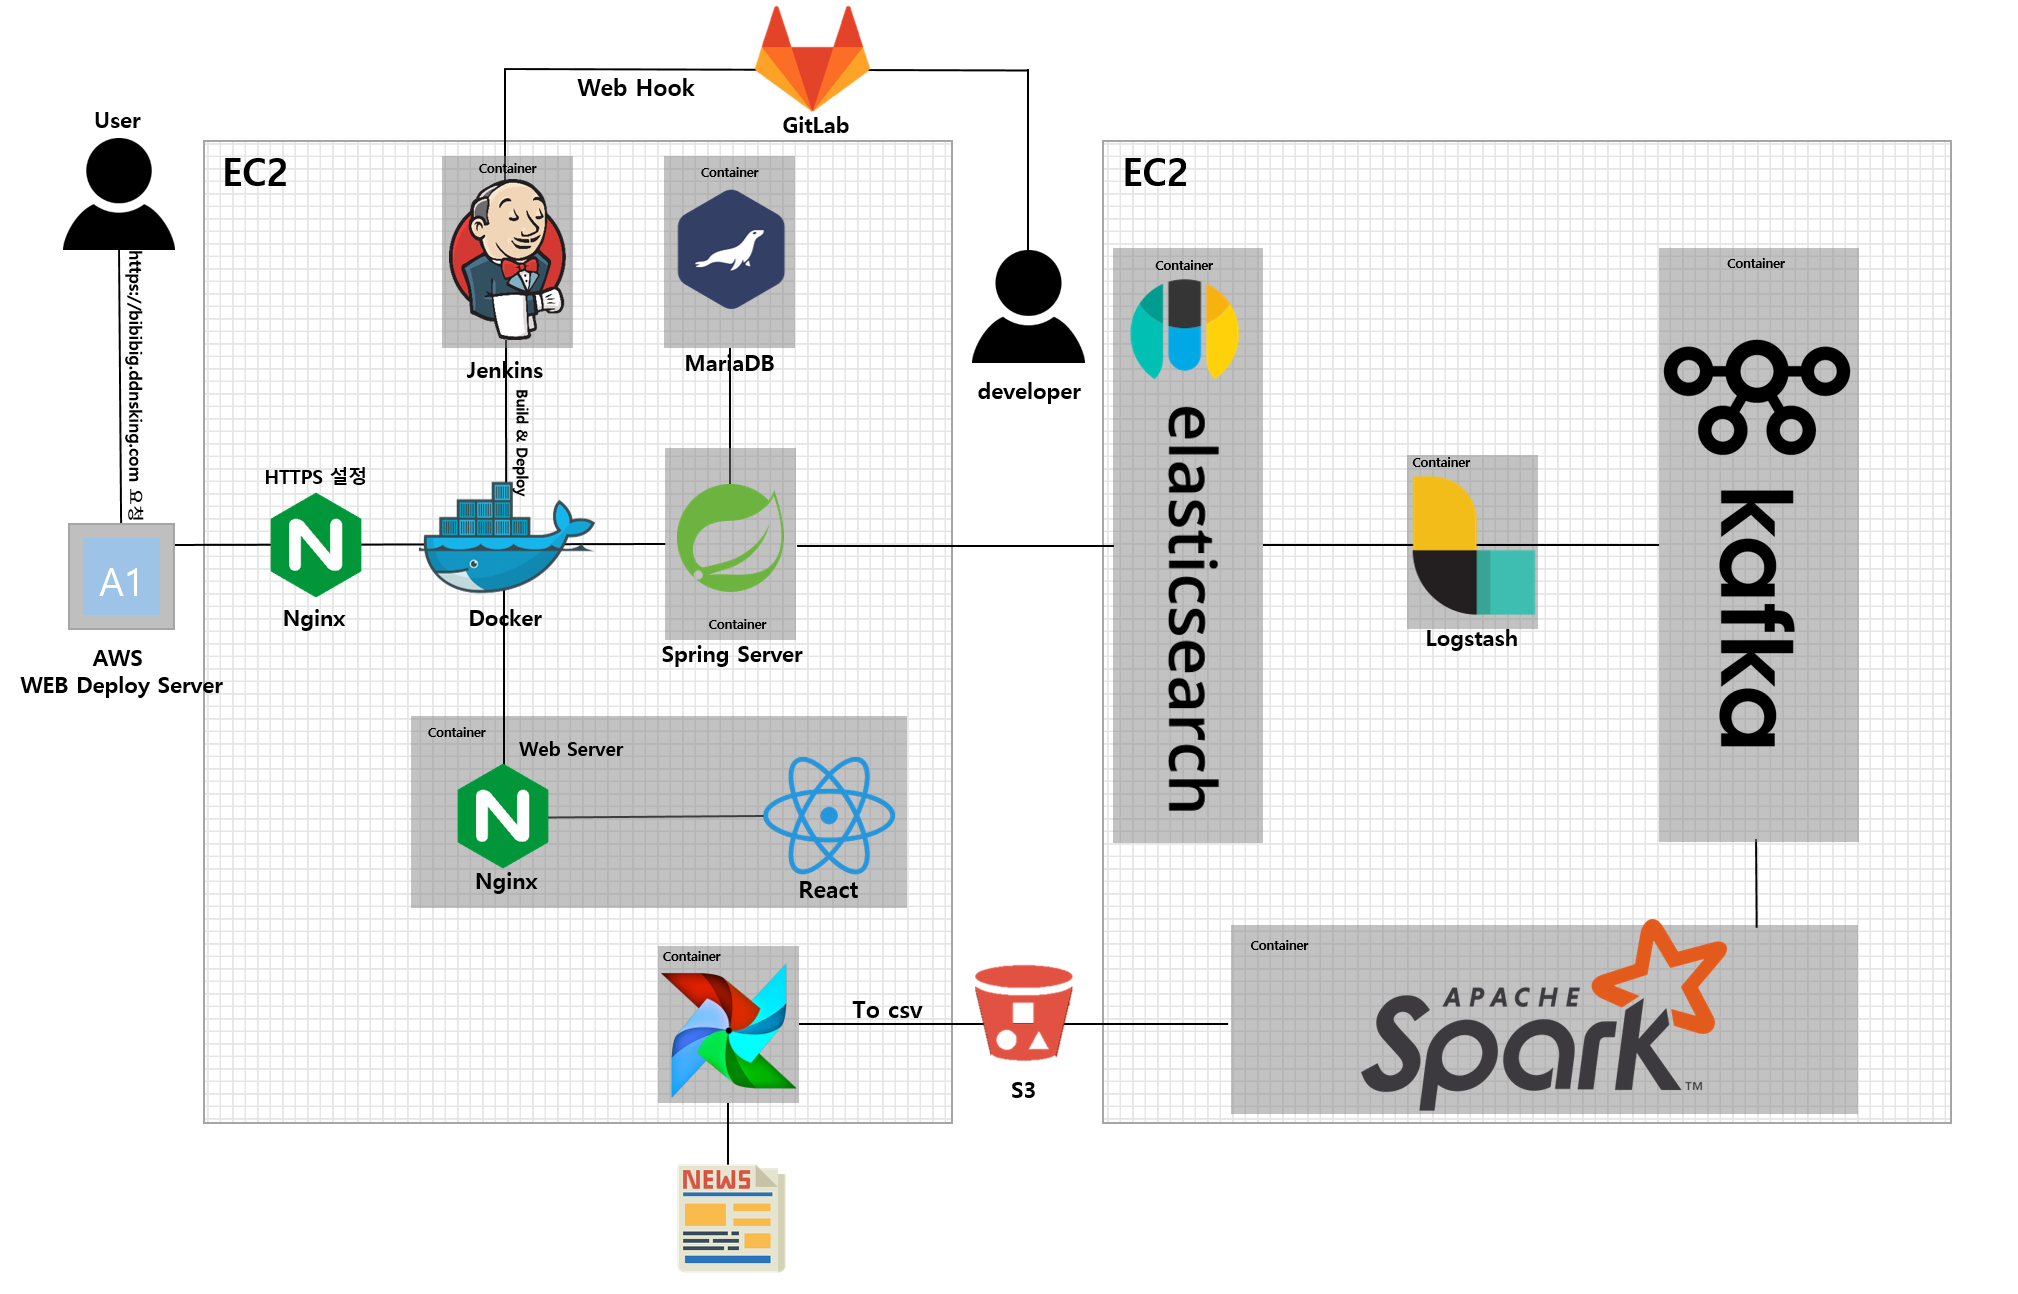 Web Hook
GitLab
User
EC2
Container
Jenkins
Container
MariaDB
developer
https://bibibig.ddnsking.com 요청
Build & Deploy
HTTPS 설정
Nginx
Docker
Container
Spring Server
A1
AWS
WEB Deploy Server
Container
Web Server
Nginx
React
Container
To csv
S3
NEWS
EC2
Container
elasticsearch
Container
Logstash
Container
kafka
Container
APACHE
Spark
TM